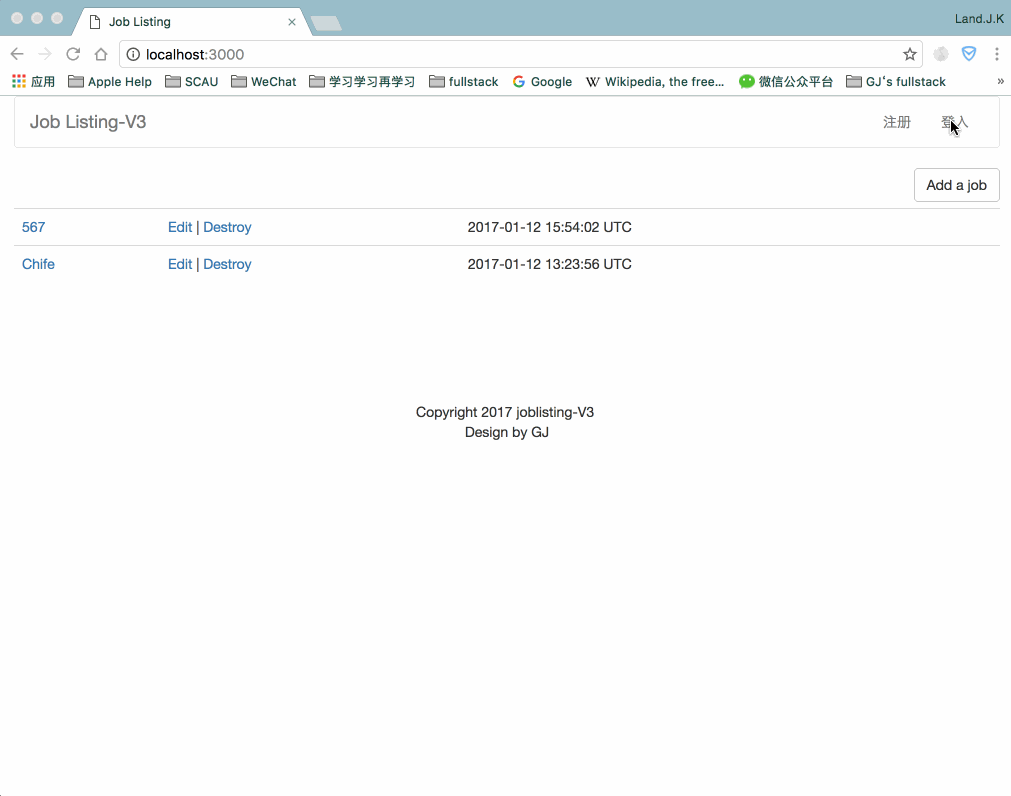 Job Listing
Land.J.K
localhost:3000
应用 Apple Help SCAU WeChat 学习学习再学习 fullstack Google Wikipedia, the free... 微信公众平台 GJ's fullstack »
Job Listing-V3 注册 登入
Add a job
567 Edit | Destroy 2017-01-12 15:54:02 UTC
Chife Edit | Destroy 2017-01-12 13:23:56 UTC
Copyright 2017 joblisting-V3
Design by GJ